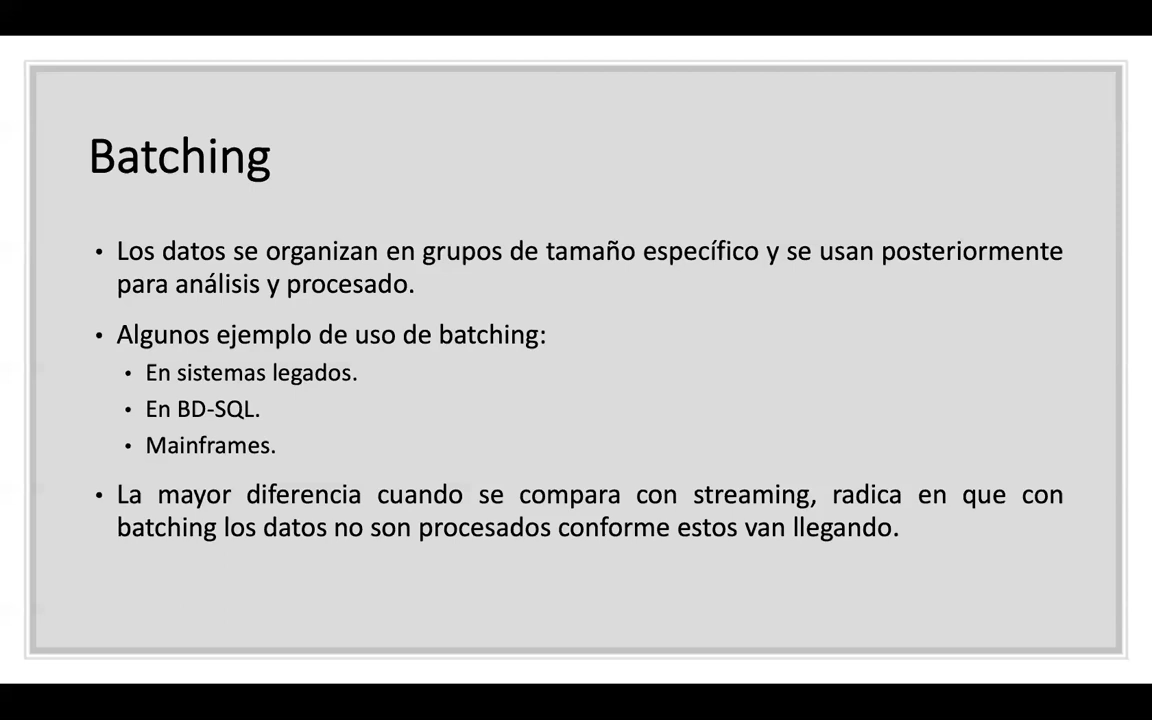 Batching
• Los datos se organizan en grupos de tamaño específico y se usan posteriormente
para análisis y procesado.
• Algunos ejemplo de uso de batching:
• En sistemas legados.
• En BD-SQL.
• Mainframes.
• La mayor diferencia cuando se compara con streaming, radica en que con
batching los datos no son procesados conforme estos van llegando.